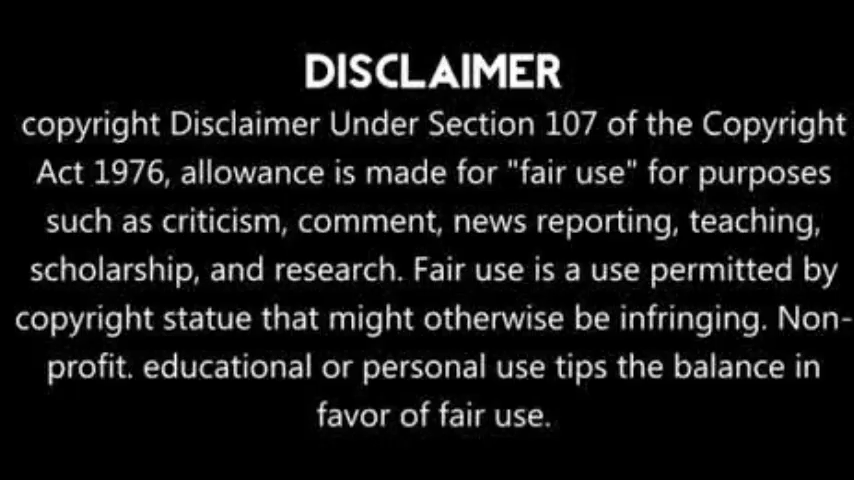 DISCLAIMER
copyright Disclaimer Under Section 107 of the Copyright
Act 1976, allowance is made for "fair use" for purposes
such as criticism, comment, news reporting, teaching,
scholarship, and research. Fair use is a use permitted by
copyright statue that might otherwise be infringing. Non-
profit. educational or personal use tips the balance in
favor of fair use.